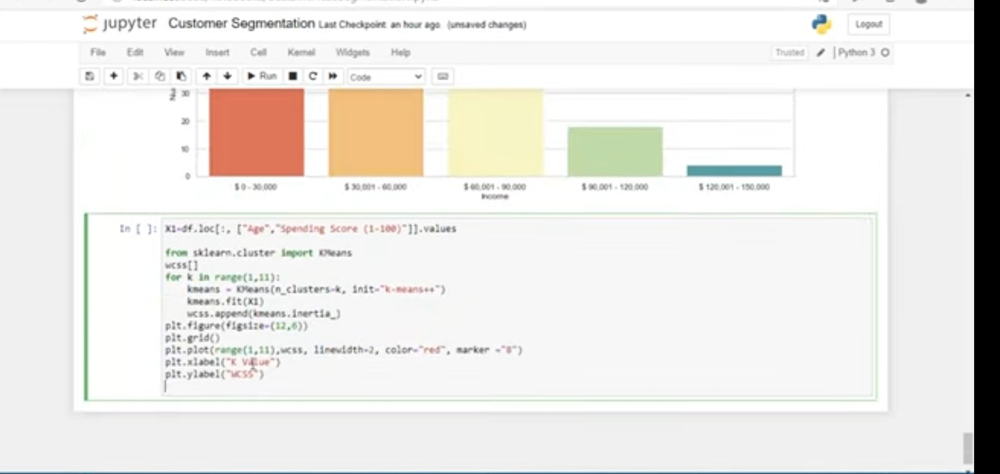 jupyter Customer Segmentation Last Checkpoint: an hour ago (unsaved changes)
Logout
File Edit View Insert Cell Kernel Widgets Help
Trusted Python 3
Run Code
30
20
10
0
$ 0 - 30,000 $ 30,001 - 60,000 $ 60,001 - 90,000 $ 90,001 - 120,000 $ 120,001 - 150,000
Income
In [ ]: X1=df.loc[:, ["Age","Spending Score (1-100)"]].values
from sklearn.cluster import KMeans
wcss[]
for k in range(1,11):
kmeans = KMeans(n_clusters=k, init="k-means++")
kmeans.fit(X1)
wcss.append(kmeans.inertia_)
plt.figure(figsize=(12,6))
plt.grid()
plt.plot(range(1,11),wcss, linewidth=2, color="red", marker ="8")
plt.xlabel("K Value")
plt.ylabel("WCSS")